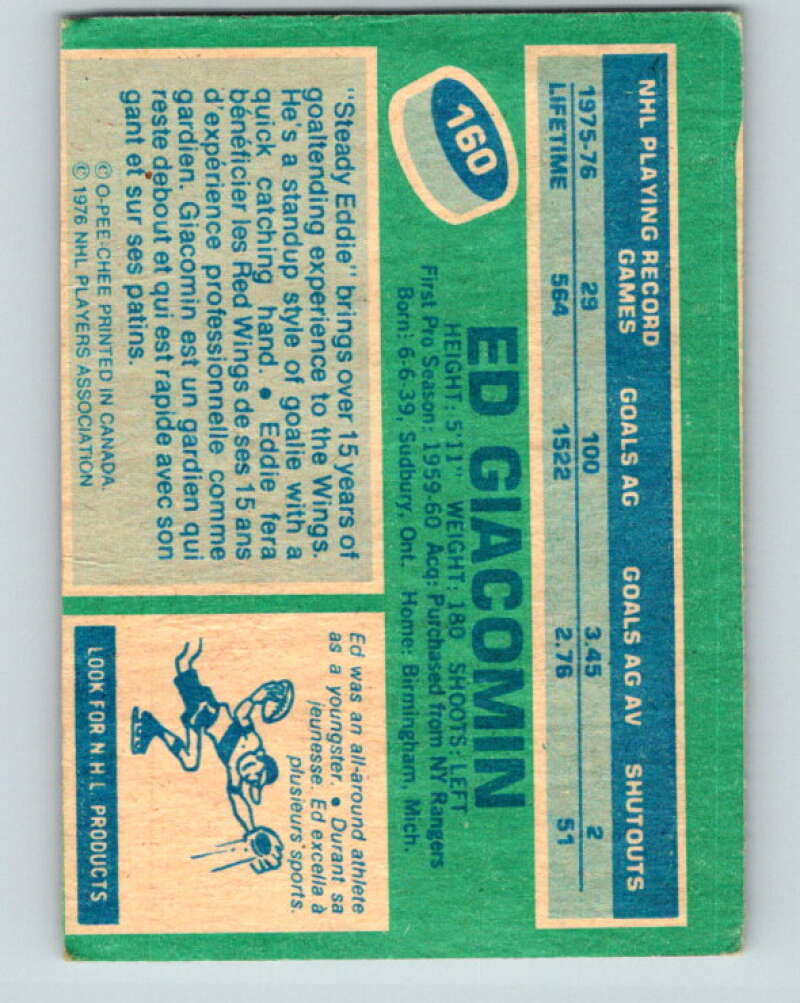 NHL PLAYING RECORD
GAMES GOALS AG GOALS AG AV SHUTOUTS
1975-76 29 100 3.45 2
LIFETIME 564 1522 2.76 51
160
ED GIACOMIN
HEIGHT: 5'11" WEIGHT: 180 SHOOTS: LEFT
First Pro Season: 1959-60 Acq: Purchased from NY Rangers
Born: 6-6-39, Sudbury, Ont. Home: Birmingham, Mich.
"Steady Eddie" brings over 15 years of
goaltending experience to the Wings.
He's a standup style of goalie with a
quick catching hand. • Eddie fera
bénéficier les Red Wings de ses 15 ans
d'expérience professionnelle comme
gardien. Giacomin est un gardien qui
reste debout et qui est rapide avec son
gant et sur ses patins.
© O-PEE-CHEE PRINTED IN CANADA.
© 1976 NHL PLAYERS ASSOCIATION
Ed was an all-around athlete
as a youngster. • Durant sa
jeunesse. Ed excella à
plusieurs sports.
LOOK FOR N.H.L PRODUCTS